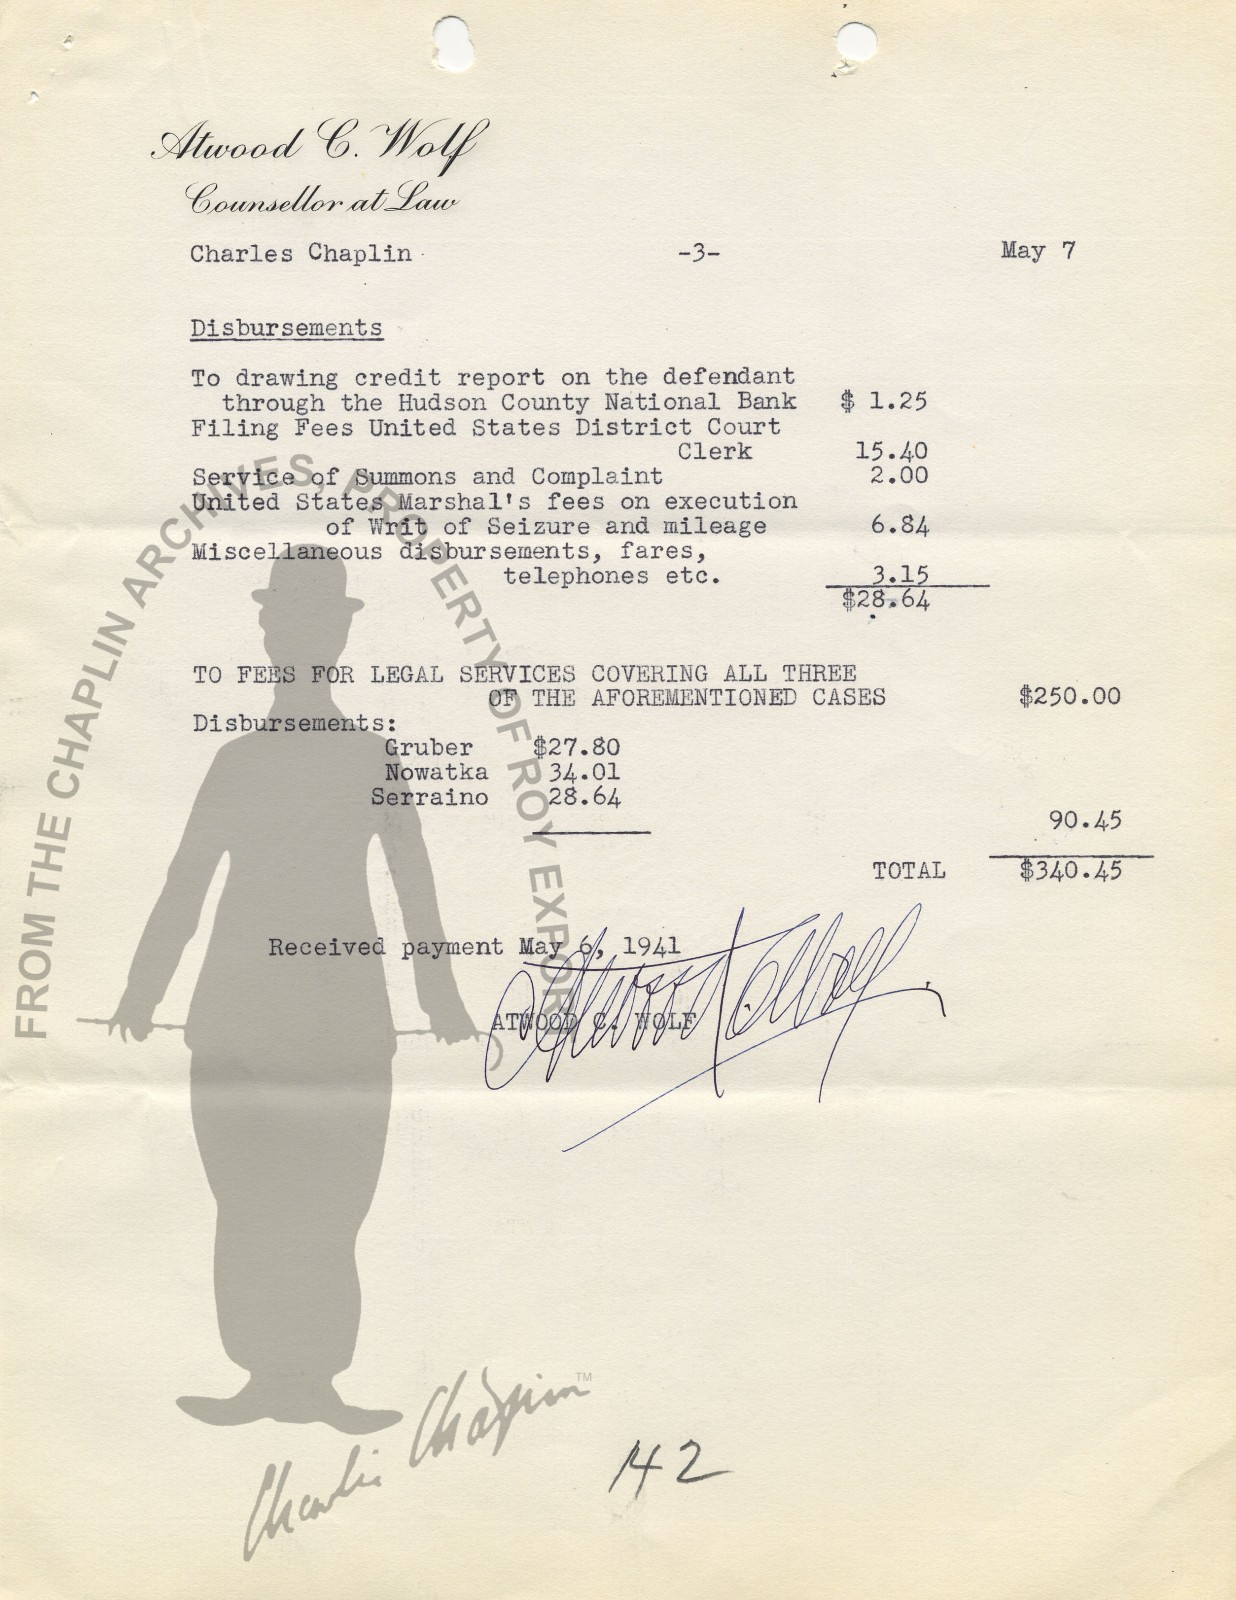 Atwood C. Wolf
Counsellor at Law
Charles Chaplin -3- May 7
Disbursements
To drawing credit report on the defendant
through the Hudson County National Bank $ 1.25
Filing Fees United States District Court
Clerk 15.40
Service of Summons and Complaint 2.00
United States Marshal's fees on execution
of Writ of Seizure and mileage 6.84
Miscellaneous disbursements, fares,
telephones etc. 3.15
$28.64
TO FEES FOR LEGAL SERVICES COVERING ALL THREE
OF THE AFOREMENTIONED CASES $250.00
Disbursements:
Gruber $27.80
Nowatka 34.01
Serraino 28.64
90.45
TOTAL $340.45
Received payment May 6, 1941
Atwood C. Wolf
ATWOOD C. WOLF
FROM THE CHAPLIN ARCHIVES, PROPERTY OF ROY EXPORT
Charlie Chaplin TM
142